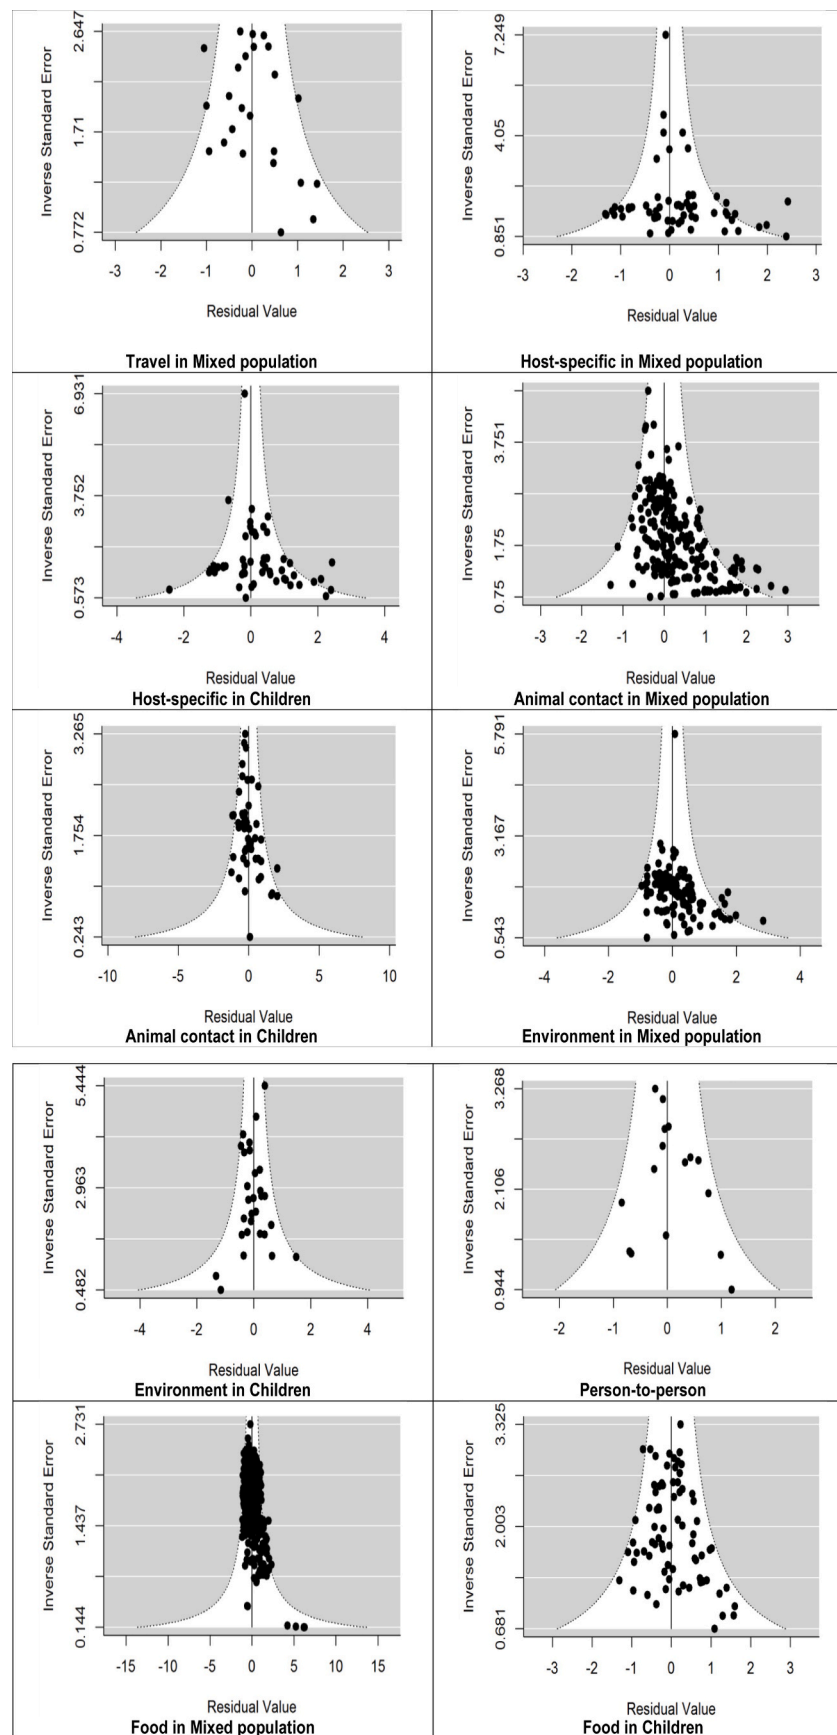 2.647
1.71
0.772
Inverse Standard Error
-3 -2 -1 0 1 2 3
Residual Value
Travel in Mixed population
7.249
4.05
0.851
Inverse Standard Error
-3 -2 -1 0 1 2 3
Residual Value
Host-specific in Mixed population
6.931
3.752
0.573
Inverse Standard Error
-4 -2 0 2 4
Residual Value
Host-specific in Children
3.751
1.75
0.75
Inverse Standard Error
-3 -2 -1 0 1 2 3
Residual Value
Animal contact in Mixed population
3.265
1.754
0.243
Inverse Standard Error
-10 -5 0 5 10
Residual Value
Animal contact in Children
5.791
3.167
0.543
Inverse Standard Error
-4 -2 0 2 4
Residual Value
Environment in Mixed population
5.444
2.963
0.482
Inverse Standard Error
-4 -2 0 2 4
Residual Value
Environment in Children
3.268
2.106
0.944
Inverse Standard Error
-2 -1 0 1 2
Residual Value
Person-to-person
2.731
1.437
0.144
Inverse Standard Error
-15 -10 -5 0 5 10 15
Residual Value
Food in Mixed population
3.325
2.003
0.681
Inverse Standard Error
-3 -2 -1 0 1 2 3
Residual Value
Food in Children